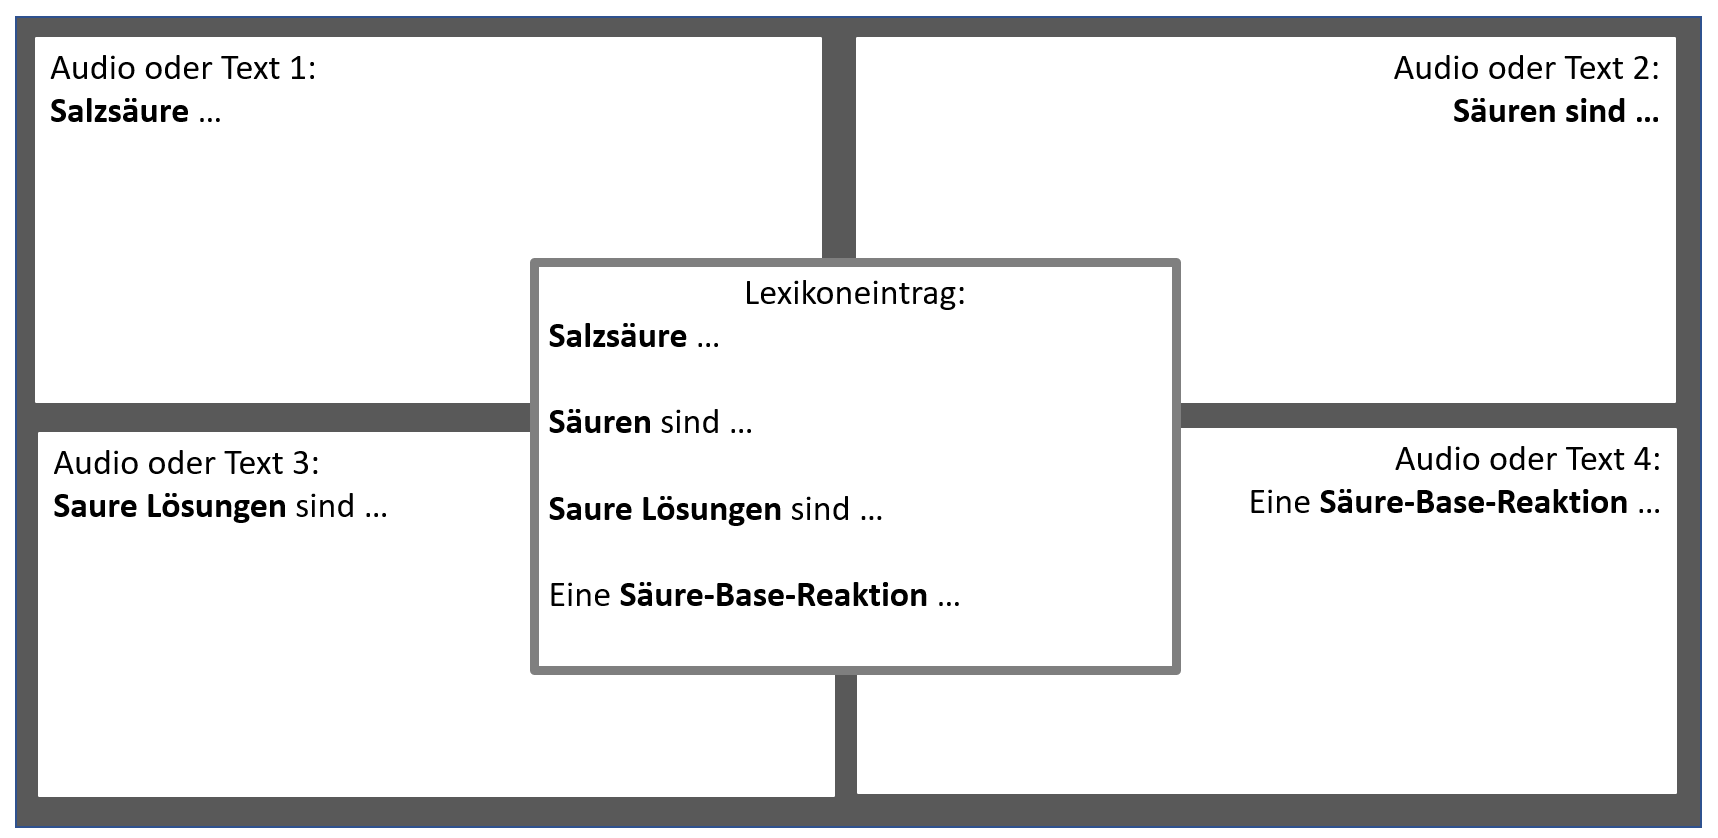 Audio oder Text 1:
Salzsäure ...
Audio oder Text 2:
Säuren sind ...
Lexikoneintrag:
Salzsäure ...
Säuren sind ...
Saure Lösungen sind ...
Eine Säure-Base-Reaktion ...
Audio oder Text 3:
Saure Lösungen sind ...
Audio oder Text 4:
Eine Säure-Base-Reaktion ...